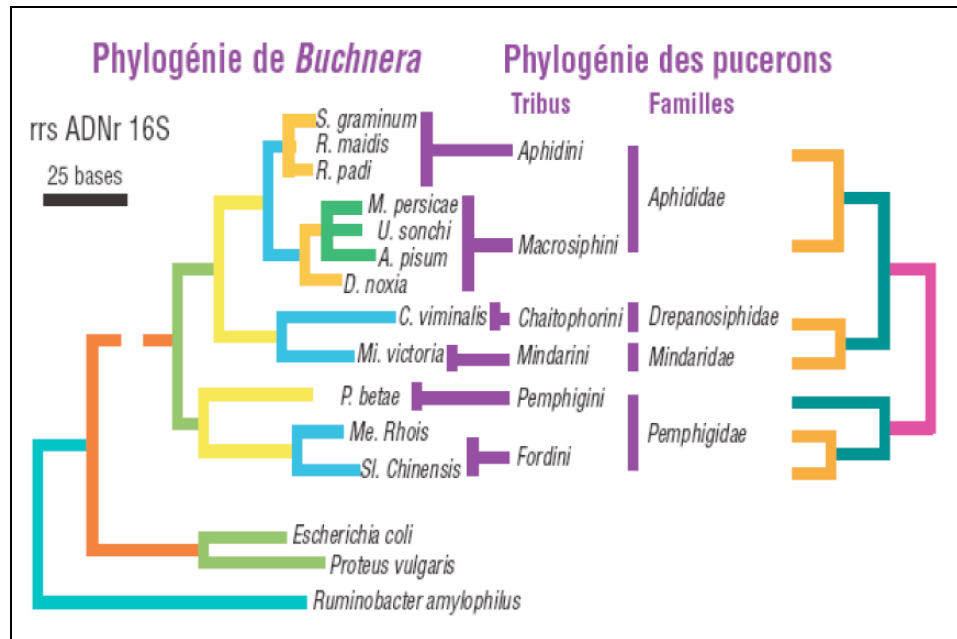 Phylogénie de Buchnera
Phylogénie des pucerons
Tribus
Familles
rrs ADNr 16S
25 bases
S. graminum
R. maidis
R. padi
Aphidini
Aphididae
M. persicae
U. sonchi
A. pisum
D. noxia
Macrosiphini
C. viminalis
Chaitophorini
Drepanosiphidae
Mi. victoria
Mindarini
Mindaridae
P. betae
Pemphigini
Pemphigidae
Me. Rhois
Sl. Chinensis
Fordini
Escherichia coli
Proteus vulgaris
Ruminobacter amylophilus